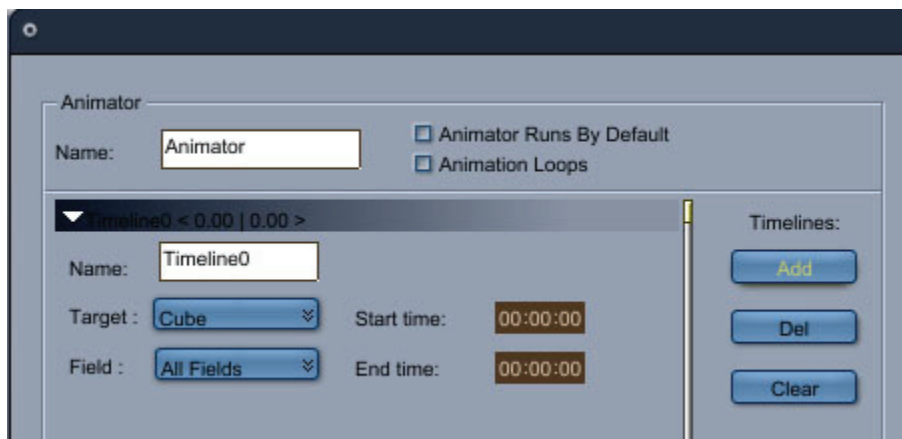 Animator
Name: Animator
Animator Runs By Default
Animation Loops
Timeline0 < 0.00 | 0.00 >
Name: Timeline0
Target : Cube
Start time: 00:00:00
Field : All Fields
End time: 00:00:00
Timelines:
Add
Del
Clear